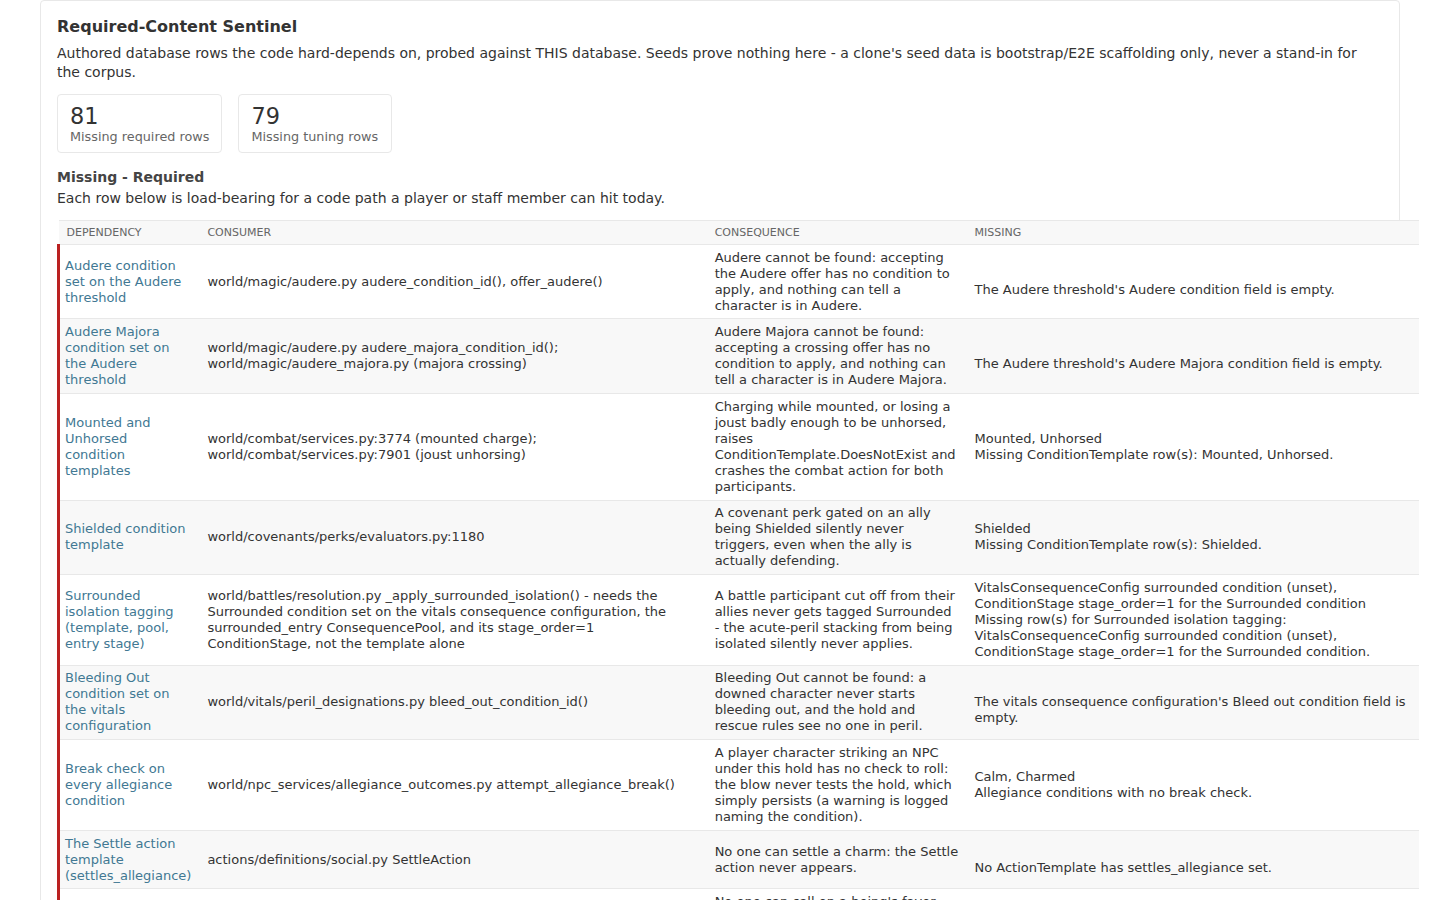 Required-Content Sentinel
Authored database rows the code hard-depends on, probed against THIS database. Seeds prove nothing here - a clone's seed data is bootstrap/E2E scaffolding only, never a stand-in for
the corpus.
81
Missing required rows
79
Missing tuning rows
Missing - Required
Each row below is load-bearing for a code path a player or staff member can hit today.
DEPENDENCY CONSUMER CONSEQUENCE MISSING
Audere condition
set on the Audere
threshold
world/magic/audere.py audere_condition_id(), offer_audere()
Audere cannot be found: accepting
the Audere offer has no condition to
apply, and nothing can tell a
character is in Audere.
The Audere threshold's Audere condition field is empty.
Audere Majora
condition set on
the Audere
threshold
world/magic/audere.py audere_majora_condition_id();
world/magic/audere_majora.py (majora crossing)
Audere Majora cannot be found:
accepting a crossing offer has no
condition to apply, and nothing can
tell a character is in Audere Majora.
The Audere threshold's Audere Majora condition field is empty.
Mounted and
Unhorsed
condition
templates
world/combat/services.py:3774 (mounted charge);
world/combat/services.py:7901 (joust unhorsing)
Charging while mounted, or losing a
joust badly enough to be unhorsed,
raises
ConditionTemplate.DoesNotExist and
crashes the combat action for both
participants.
Mounted, Unhorsed
Missing ConditionTemplate row(s): Mounted, Unhorsed.
Shielded condition
template
world/covenants/perks/evaluators.py:1180
A covenant perk gated on an ally
being Shielded silently never
triggers, even when the ally is
actually defending.
Shielded
Missing ConditionTemplate row(s): Shielded.
Surrounded
isolation tagging
(template, pool,
entry stage)
world/battles/resolution.py _apply_surrounded_isolation() - needs the
Surrounded condition set on the vitals consequence configuration, the
surrounded_entry ConsequencePool, and its stage_order=1
ConditionStage, not the template alone
A battle participant cut off from their
allies never gets tagged Surrounded
- the acute-peril stacking from being
isolated silently never applies.
VitalsConsequenceConfig surrounded condition (unset),
ConditionStage stage_order=1 for the Surrounded condition
Missing row(s) for Surrounded isolation tagging:
VitalsConsequenceConfig surrounded condition (unset),
ConditionStage stage_order=1 for the Surrounded condition.
Bleeding Out
condition set on
the vitals
configuration
world/vitals/peril_designations.py bleed_out_condition_id()
Bleeding Out cannot be found: a
downed character never starts
bleeding out, and the hold and
rescue rules see no one in peril.
The vitals consequence configuration's Bleed out condition field is
empty.
Break check on
every allegiance
condition
world/npc_services/allegiance_outcomes.py attempt_allegiance_break()
A player character striking an NPC
under this hold has no check to roll:
the blow never tests the hold, which
simply persists (a warning is logged
naming the condition).
Calm, Charmed
Allegiance conditions with no break check.
The Settle action
template
(settles_allegiance)
actions/definitions/social.py SettleAction
No one can settle a charm: the Settle
action never appears.
No ActionTemplate has settles_allegiance set.